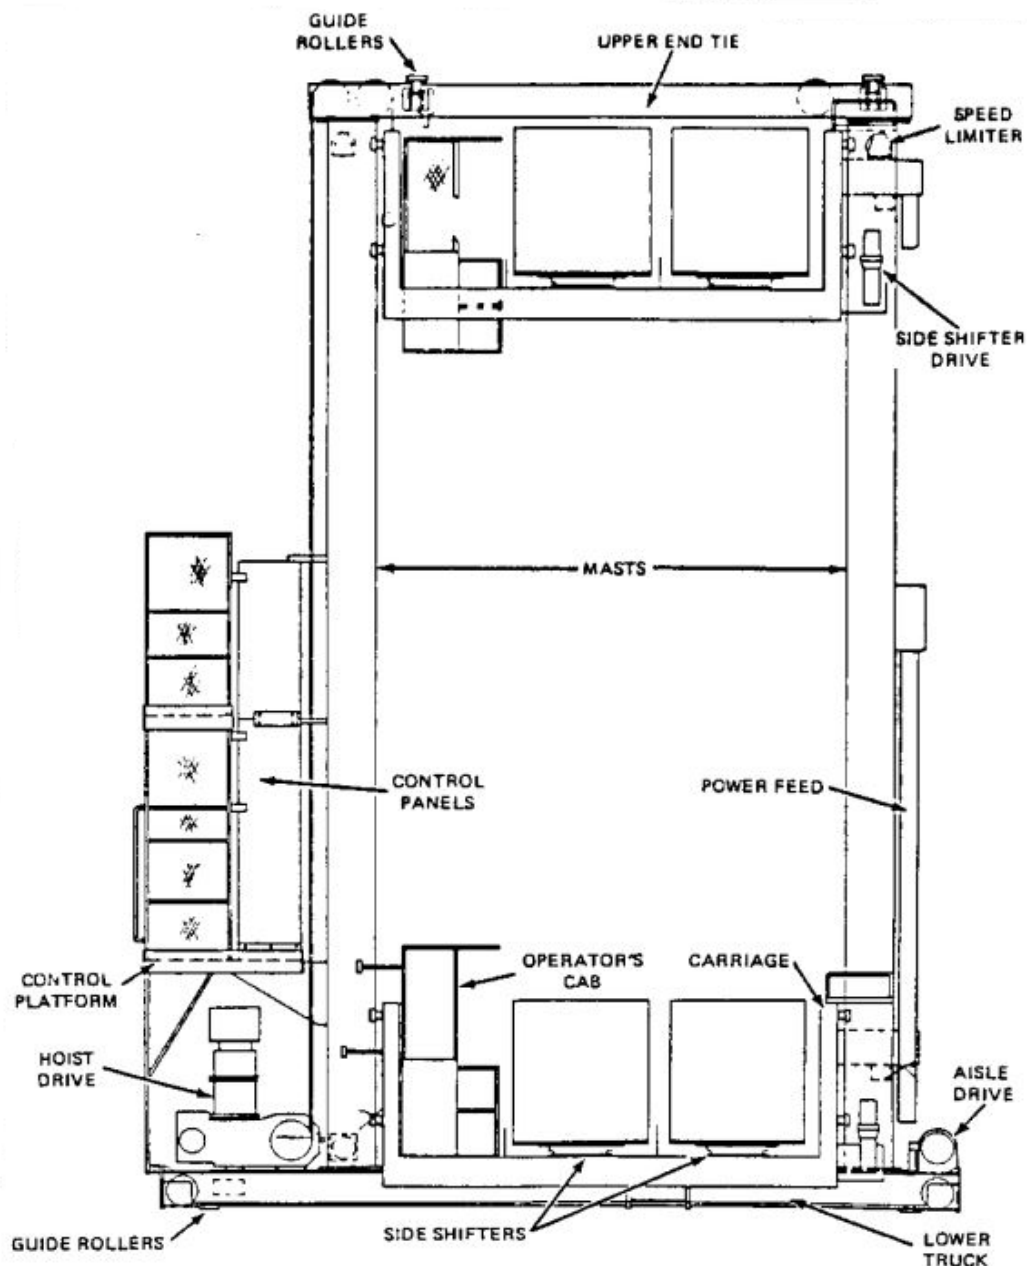 GUIDE
ROLLERS
UPPER END TIE
SPEED
LIMITER
SIDE SHIFTER
DRIVE
MASTS
CONTROL
PANELS
POWER FEED
OPERATOR'S
CAB
CARRIAGE
CONTROL
PLATFORM
HOIST
DRIVE
AISLE
DRIVE
GUIDE ROLLERS
SIDE SHIFTERS
LOWER
TRUCK